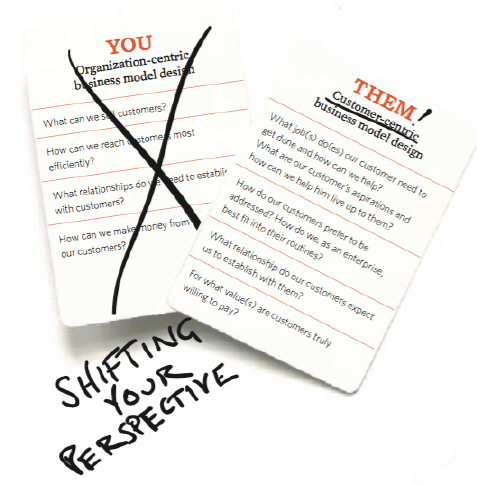 YOU
Organization-centric
business model design
What can we sell customers?
How can we reach customers most
efficiently?
What relationships do we need to establish
with customers?
How can we make money from
our customers?
THEM!
Customer-centric
business model design
What job(s) do(es) our customer need to
get done and how can we help?
What are our customer's aspirations and
how can we help him live up to them?
How do our customers prefer to be
addressed? How do we, as an enterprise,
best fit into their routines?
What relationship do our customers expect
us to establish with them?
For what value(s) are customers truly
willing to pay?
SHIFTING
YOUR
PERSPECTIVE